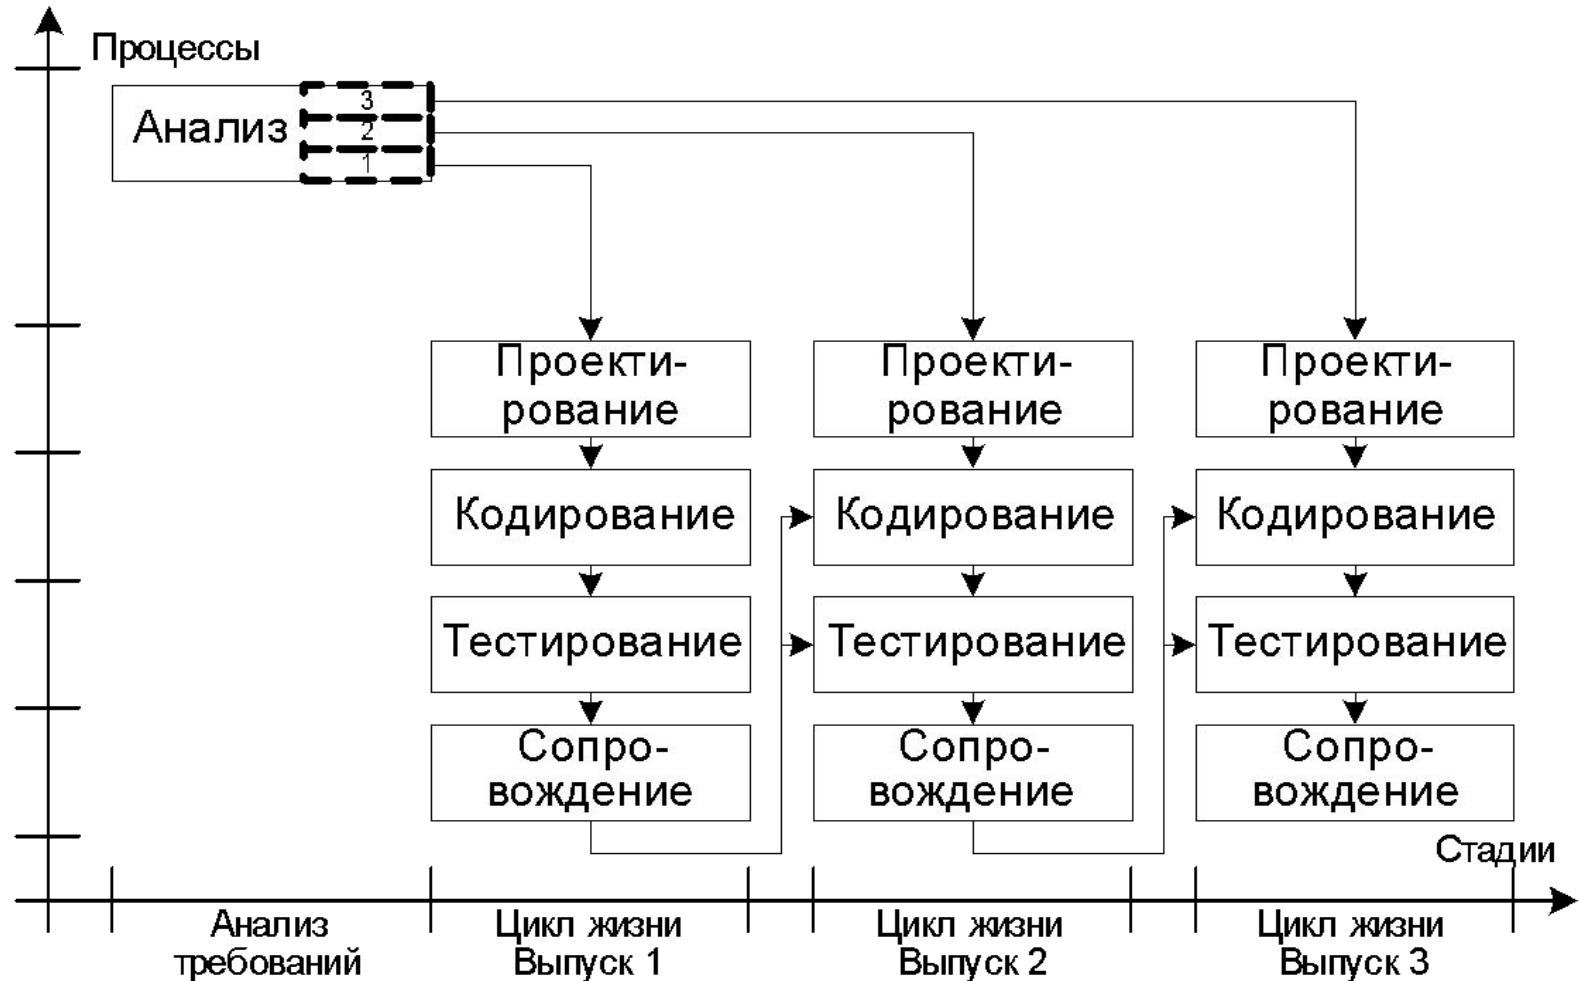 Процессы
3
Анализ
2
1
Проекти-
рование
Проекти-
рование
Проекти-
рование
Кодирование
Кодирование
Кодирование
Тестирование
Тестирование
Тестирование
Сопро-
вождение
Сопро-
вождение
Сопро-
вождение
Стадии
Анализ
требований
Цикл жизни
Выпуск 1
Цикл жизни
Выпуск 2
Цикл жизни
Выпуск 3